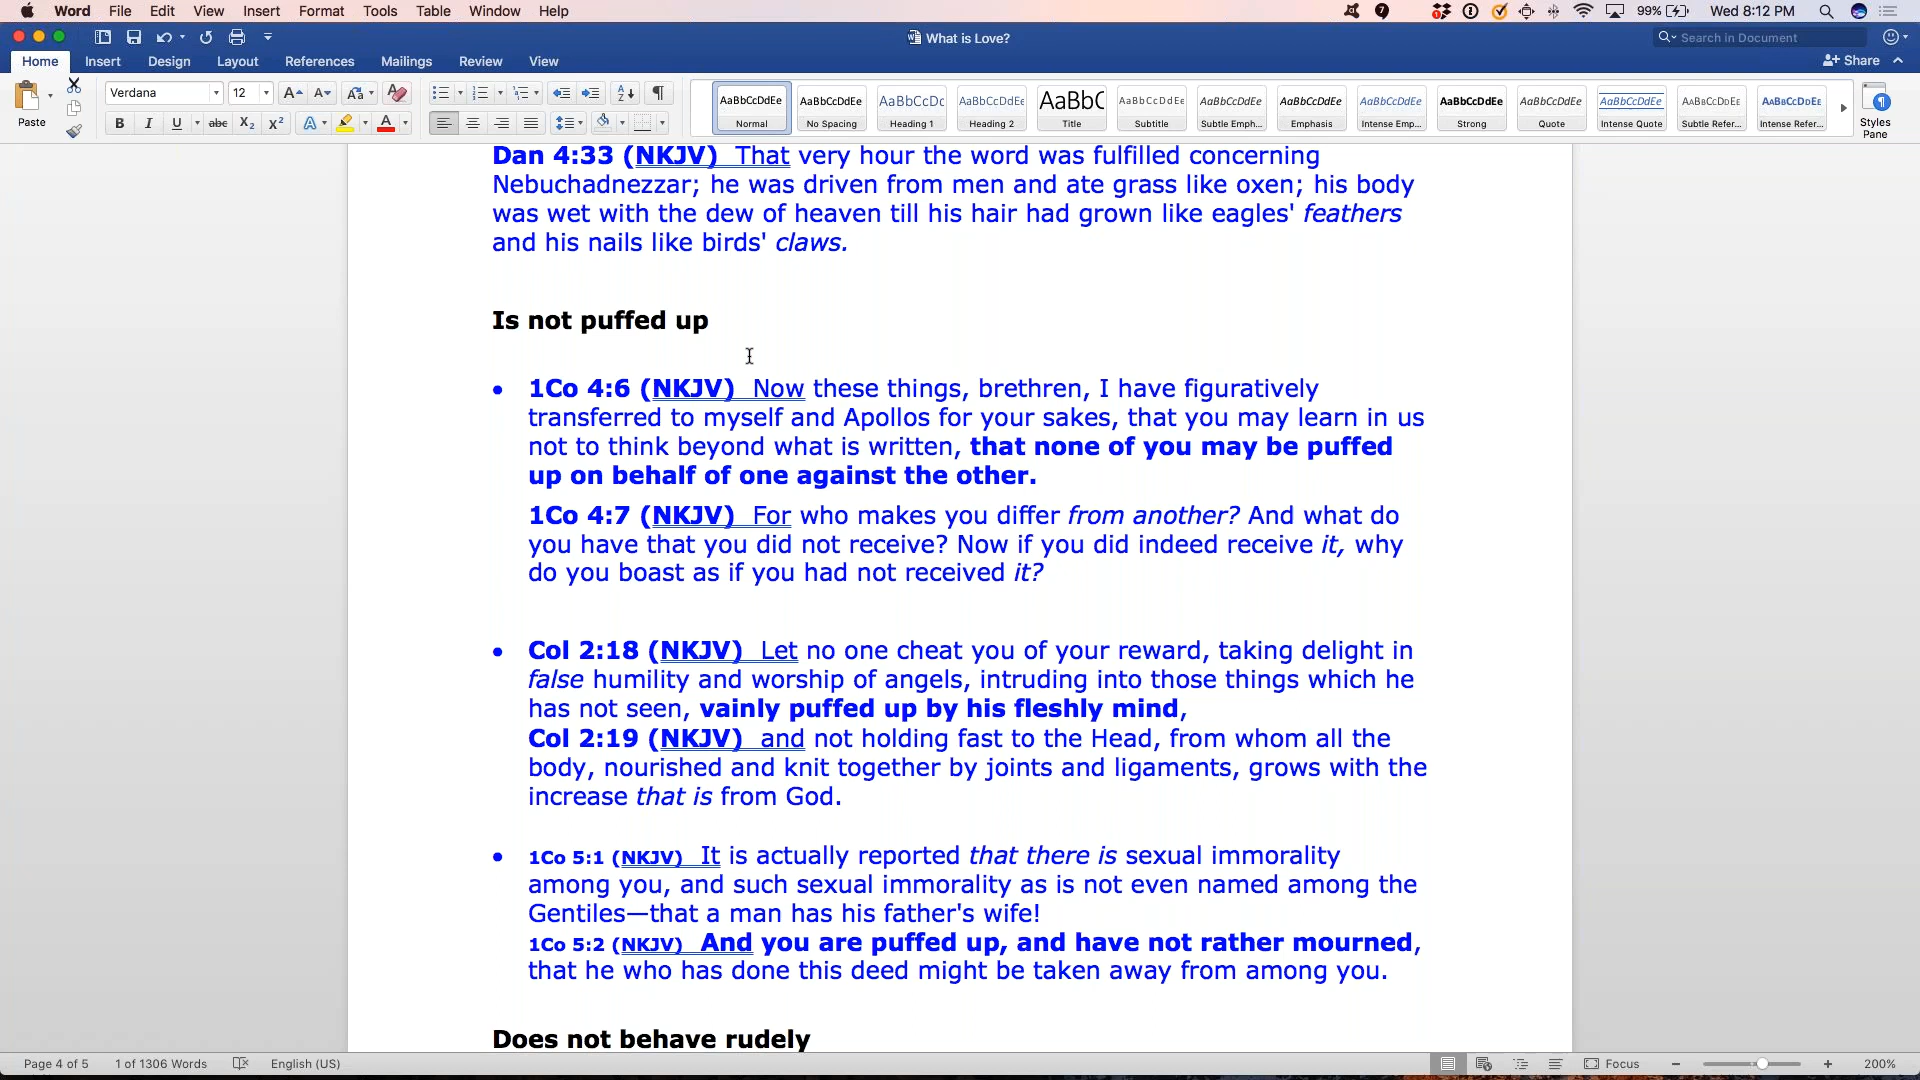 Word File Edit View Insert Format Tools Table Window Help 99% Wed 8:12 PM
What is Love? Search in Document
Home Insert Design Layout References Mailings Review View Share
Paste Verdana 12 AaBbCcDdEe Normal AaBbCcDdEe No Spacing AaBbCcDc Heading 1 AaBbCcDdEe Heading 2 AaBbC Title AaBbCcDdEe Subtitle AaBbCcDdEe Subtle Emph... AaBbCcDdEe Emphasis AaBbCcDdEe Intense Emp... AaBbCcDdEe Strong AaBbCcDdEe Quote AaBbCcDdEe Intense Quote AaBbCcDdEe Subtle Refer... AaBbCcDdEe Intense Refer... Styles Pane
Dan 4:33 (NKJV) That very hour the word was fulfilled concerning
Nebuchadnezzar; he was driven from men and ate grass like oxen; his body
was wet with the dew of heaven till his hair had grown like eagles' feathers
and his nails like birds' claws.
Is not puffed up
• 1Co 4:6 (NKJV) Now these things, brethren, I have figuratively
transferred to myself and Apollos for your sakes, that you may learn in us
not to think beyond what is written, that none of you may be puffed
up on behalf of one against the other.
1Co 4:7 (NKJV) For who makes you differ from another? And what do
you have that you did not receive? Now if you did indeed receive it, why
do you boast as if you had not received it?
• Col 2:18 (NKJV) Let no one cheat you of your reward, taking delight in
false humility and worship of angels, intruding into those things which he
has not seen, vainly puffed up by his fleshly mind,
Col 2:19 (NKJV) and not holding fast to the Head, from whom all the
body, nourished and knit together by joints and ligaments, grows with the
increase that is from God.
• 1Co 5:1 (NKJV) It is actually reported that there is sexual immorality
among you, and such sexual immorality as is not even named among the
Gentiles—that a man has his father's wife!
1Co 5:2 (NKJV) And you are puffed up, and have not rather mourned,
that he who has done this deed might be taken away from among you.
Does not behave rudely
Page 4 of 5 1 of 1306 Words English (US) Focus 200%